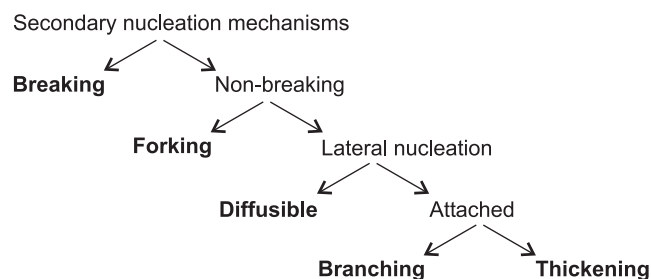 Secondary nucleation mechanisms
Breaking Non-breaking
Forking Lateral nucleation
Diffusible Attached
Branching Thickening